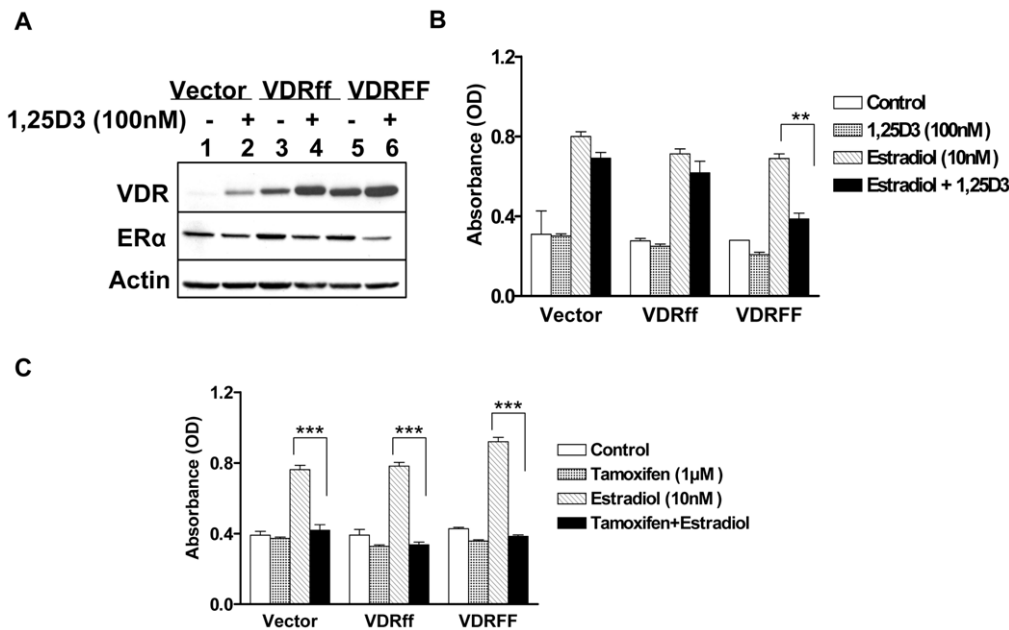 A
Vector VDRff VDRFF
1,25D3 (100nM) - + - + - +
1 2 3 4 5 6
VDR
ERα
Actin
B
Absorbance (OD)
1.2
0.8
0.4
0.0
**
Vector VDRff VDRFF
Control
1,25D3 (100nM)
Estradiol (10nM)
Estradiol + 1,25D3
C
Absorbance (OD)
1.2
0.8
0.4
0.0
*** *** ***
Vector VDRff VDRFF
Control
Tamoxifen (1µM )
Estradiol (10nM)
Tamoxifen+Estradiol